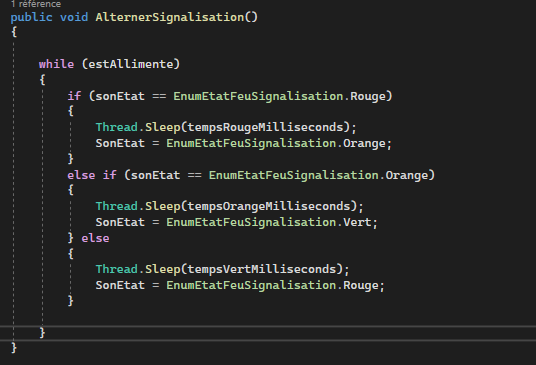 1 référence
public void AlternerSignalisation()
{
while (estAllimente)
{
if (sonEtat == EnumEtatFeuSignalisation.Rouge)
{
Thread.Sleep(tempsRougeMilliseconds);
SonEtat = EnumEtatFeuSignalisation.Orange;
}
else if (sonEtat == EnumEtatFeuSignalisation.Orange)
{
Thread.Sleep(tempsOrangeMilliseconds);
SonEtat = EnumEtatFeuSignalisation.Vert;
} else
{
Thread.Sleep(tempsVertMilliseconds);
SonEtat = EnumEtatFeuSignalisation.Rouge;
}
}
}